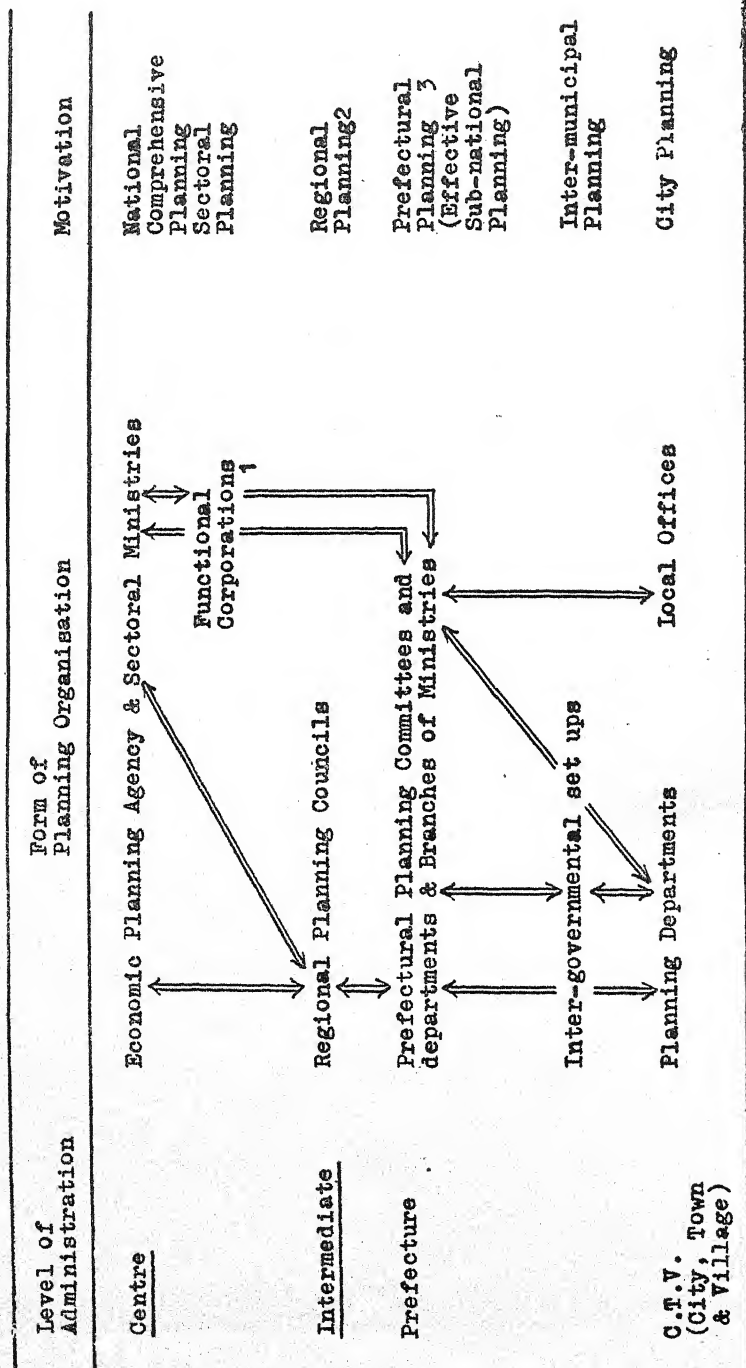 Level of
Administration
Form of
Planning Organisation
Motivation
Centre
Economic Planning Agency & Sectoral Ministries
National
Comprehensive
Planning
Sectoral
Planning
Functional
Corporations 1
Intermediate
Regional Planning Councils
Regional
Planning2
Prefecture
Prefectural Planning Committees and
departments & Branches of Ministries
Prefectural
Planning 3
(Effective
Sub-national
Planning)
Inter-governmental set ups
Inter-municipal
Planning
C.T.V.
(City, Town
& Village)
Planning Departments
Local Offices
City Planning